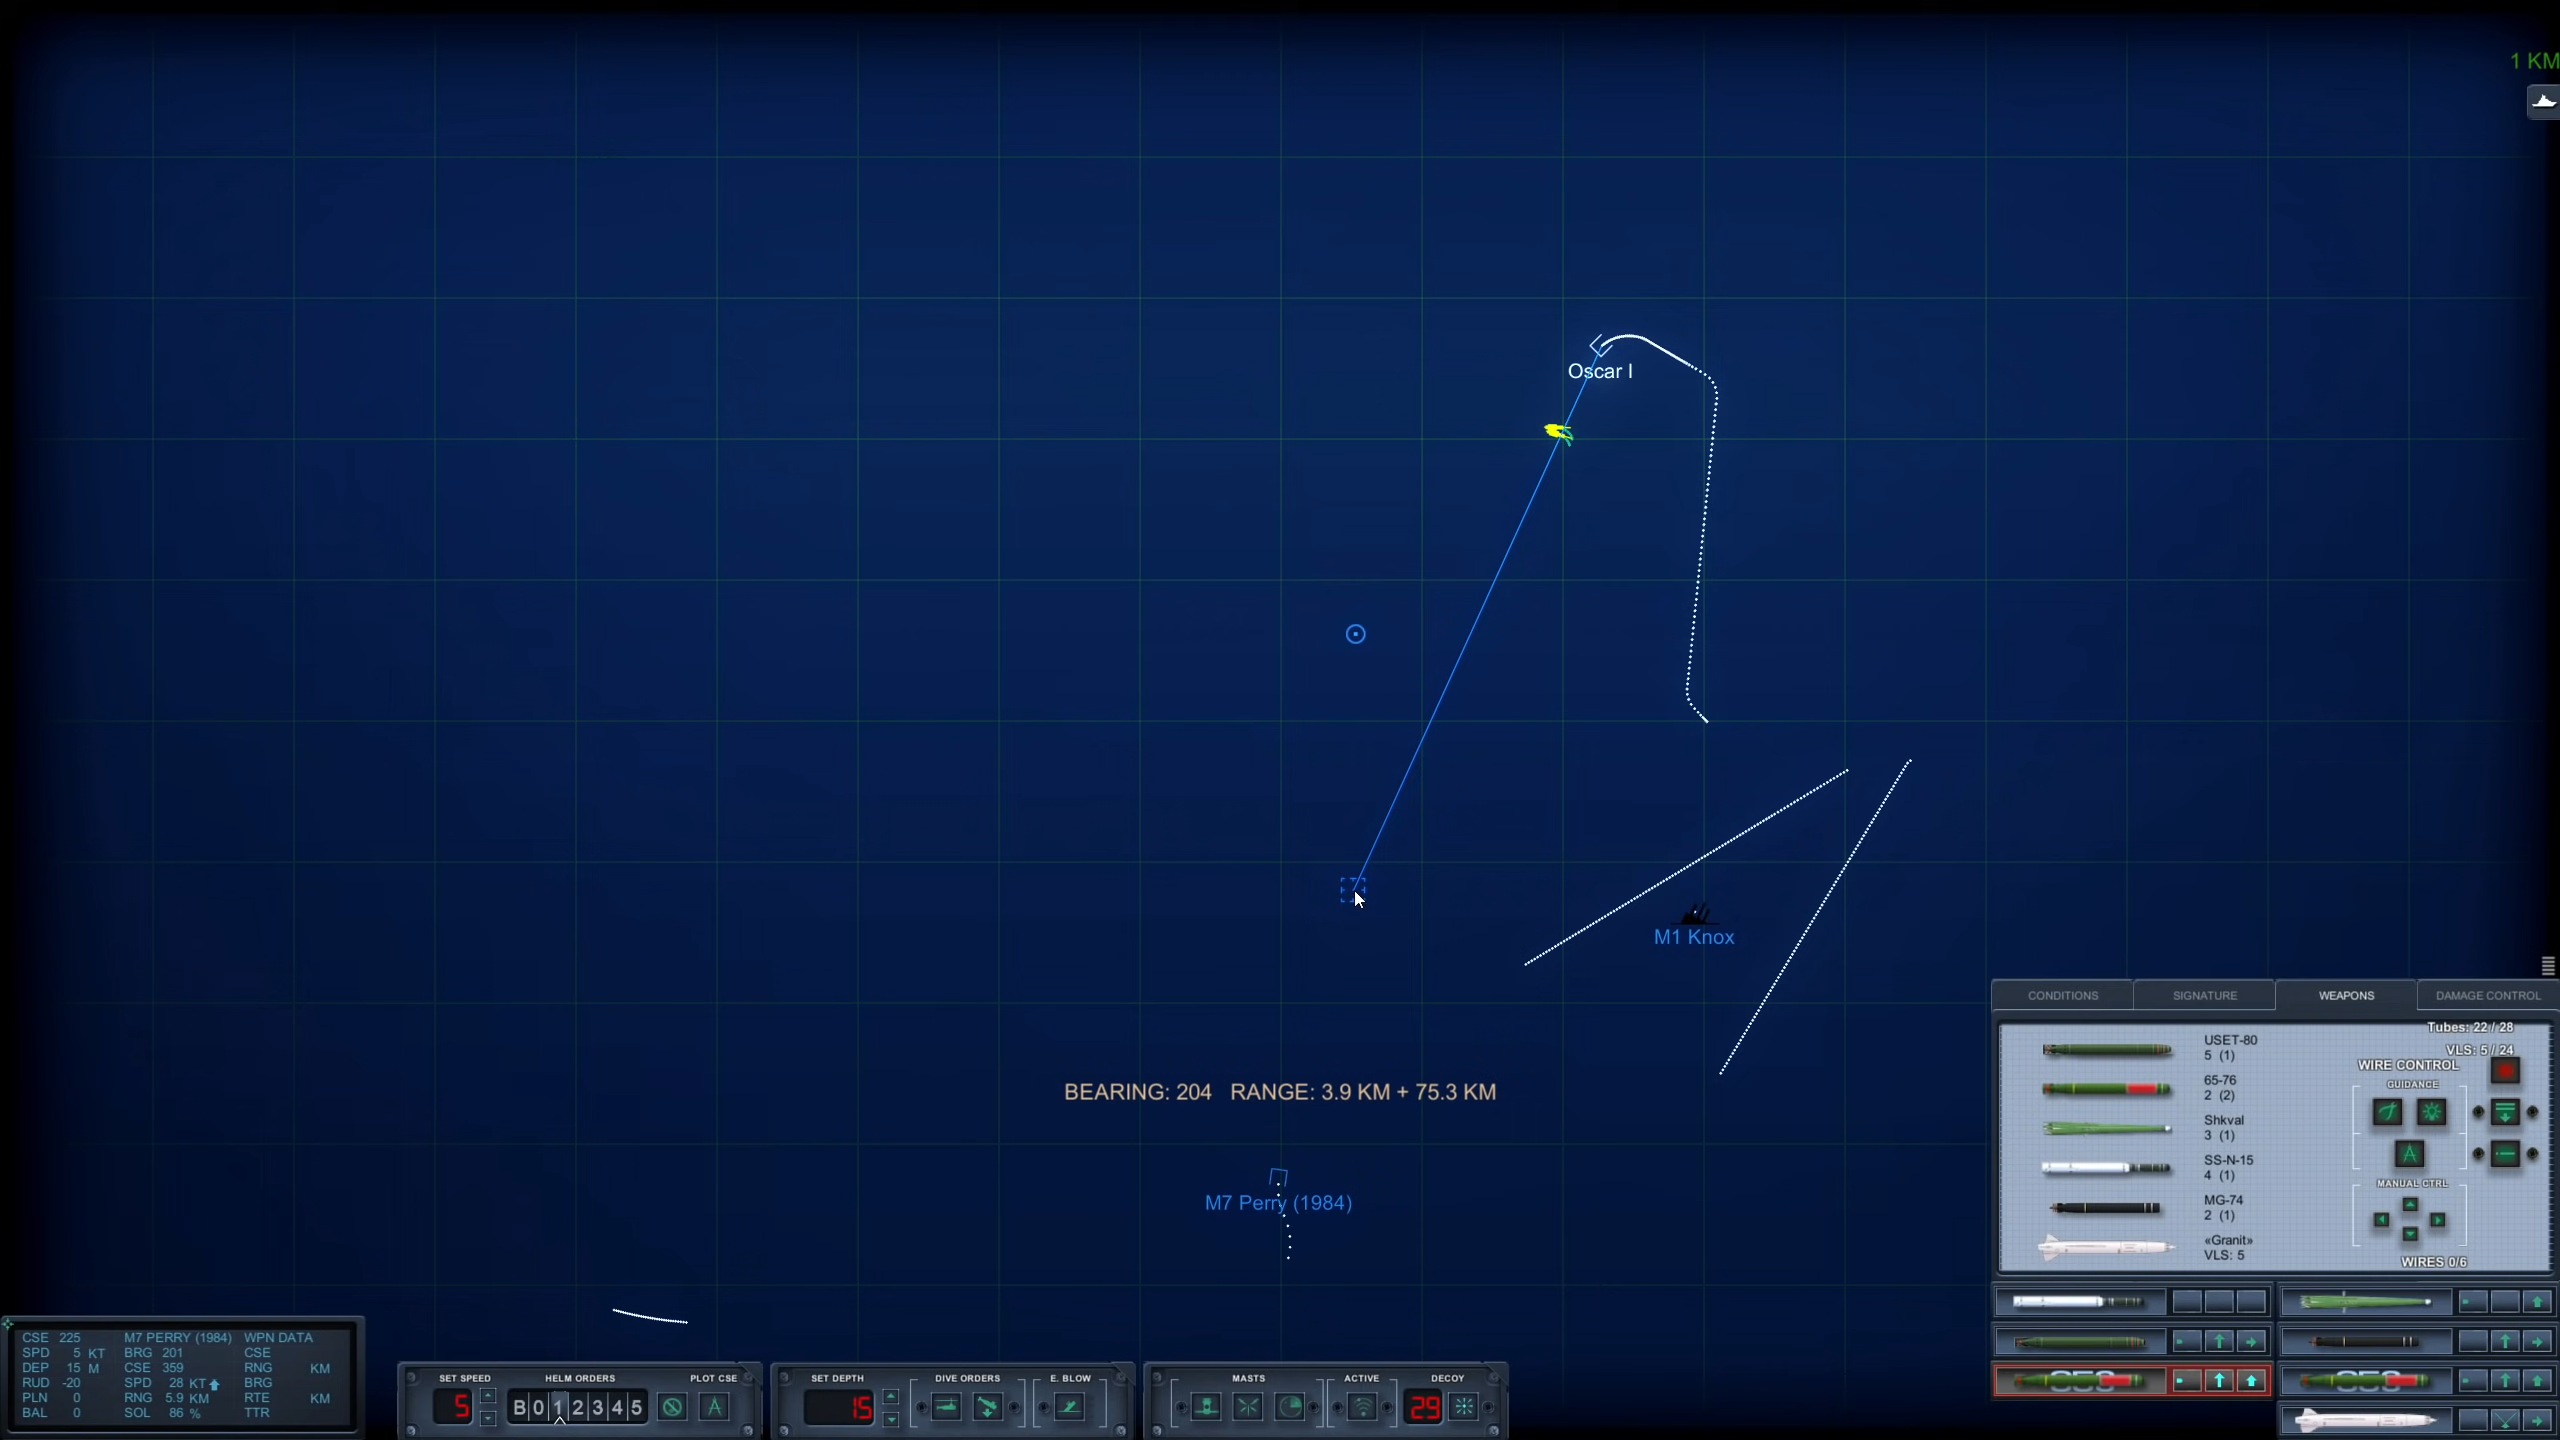 1 KM
Oscar I
M1 Knox
BEARING: 204 RANGE: 3.9 KM + 75.3 KM
M7 Perry (1984)
CONDITIONS
SIGNATURE
WEAPONS
DAMAGE CONTROL
Tubes: 22 / 28
VLS: 5 / 24
WIRE CONTROL
GUIDANCE
MANUAL CTRL
WIRES 0/6
USET-80
5 (1)
65-76
2 (2)
Shkval
3 (1)
SS-N-15
4 (1)
MG-74
2 (1)
«Granit»
VLS: 5
CSE 225 M7 PERRY (1984) WPN DATA
SPD 5 KT BRG 201 CSE
DEP 15 M CSE 359 RNG KM
RUD -20 SPD 28 KT BRG
PLN 0 RNG 5.9 KM RTE KM
BAL 0 SOL 86 % TTR
SET SPEED HELM ORDERS PLOT CSE
5 B 0 1 2 3 4 5
SET DEPTH DIVE ORDERS E. BLOW
15
MASTS ACTIVE DECOY
29